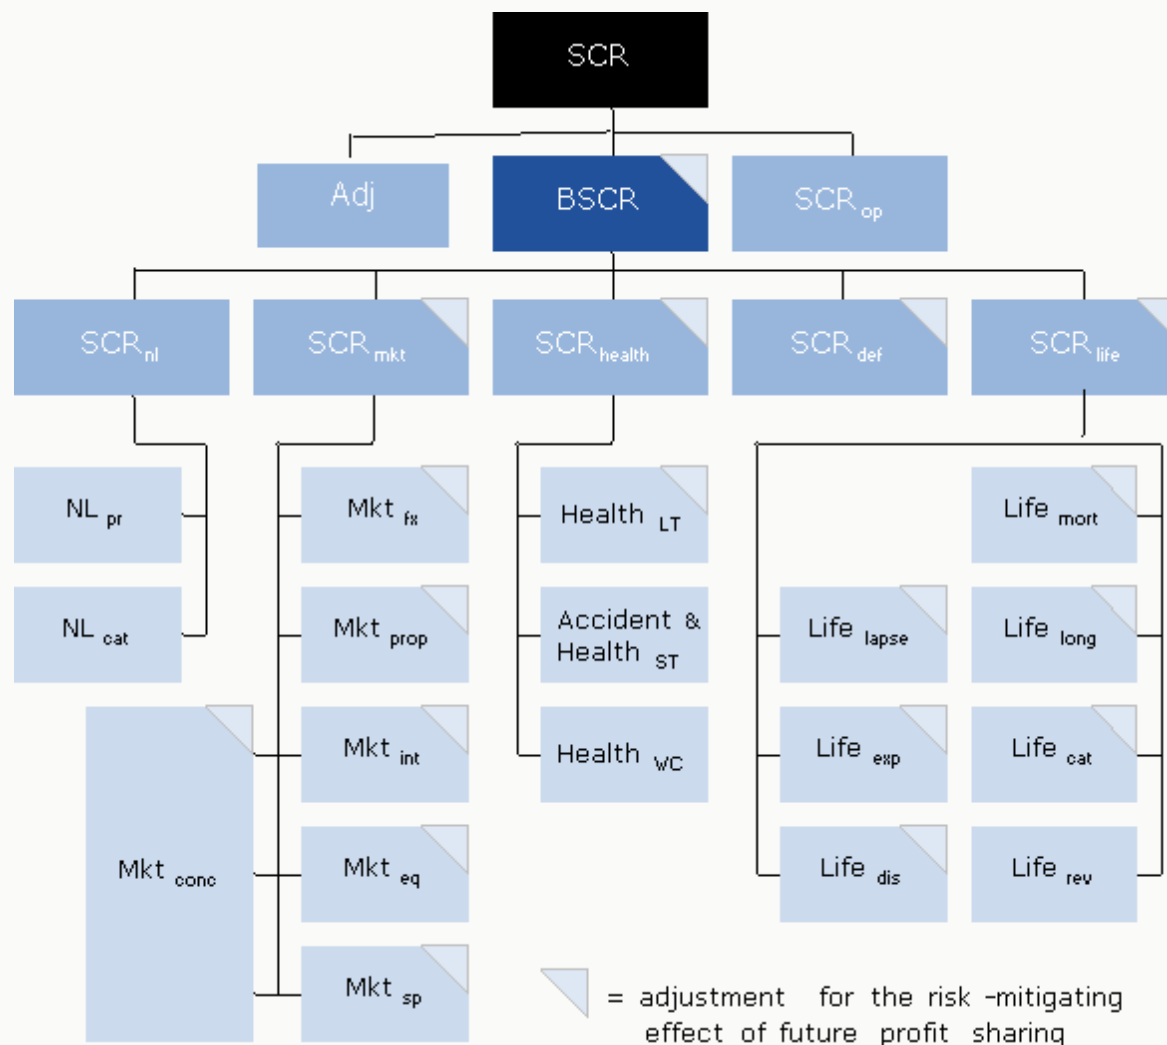 SCR
Adj
BSCR
SCR op
SCR nl
SCR mkt
SCR health
SCR def
SCR life
NL pr
Mkt fx
Health LT
Life mort
NL cat
Mkt prop
Accident &
Health ST
Life lapse
Life long
Mkt int
Health WC
Life exp
Life cat
Mkt conc
Mkt eq
Life dis
Life rev
Mkt sp
= adjustment for the risk -mitigating
effect of future profit sharing